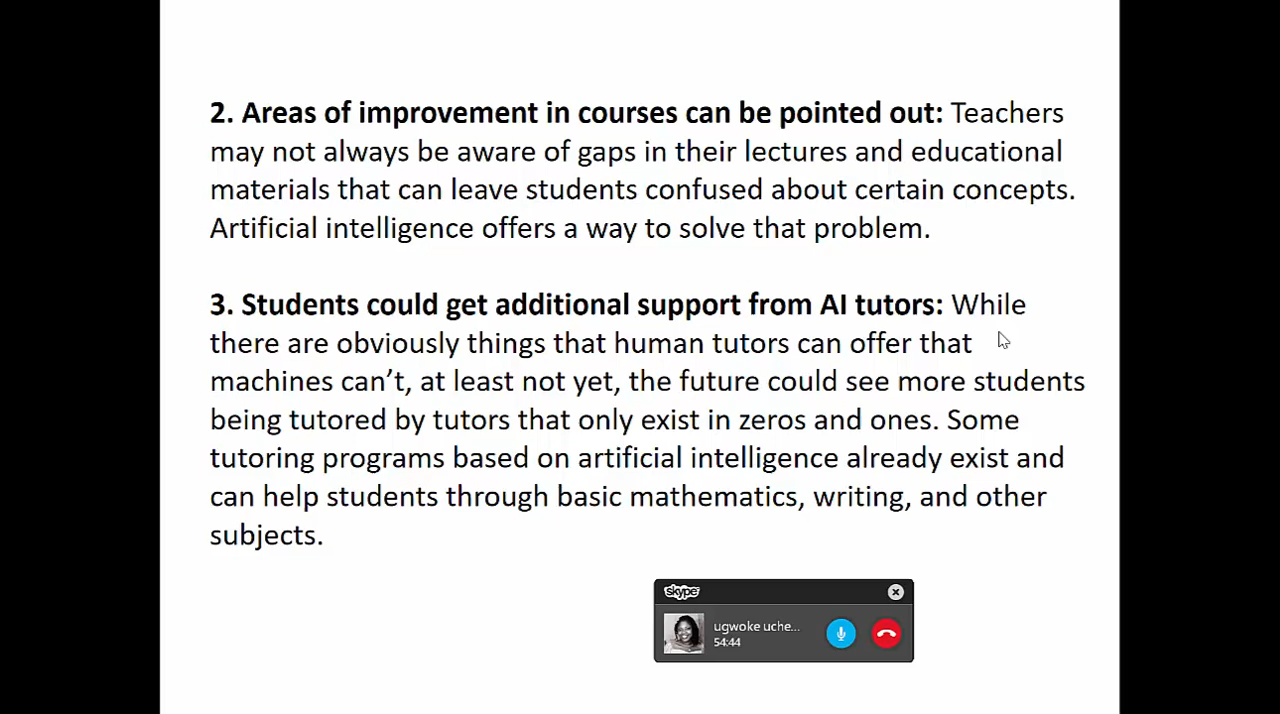 2. Areas of improvement in courses can be pointed out: Teachers
may not always be aware of gaps in their lectures and educational
materials that can leave students confused about certain concepts.
Artificial intelligence offers a way to solve that problem.
3. Students could get additional support from AI tutors: While
there are obviously things that human tutors can offer that
machines can’t, at least not yet, the future could see more students
being tutored by tutors that only exist in zeros and ones. Some
tutoring programs based on artificial intelligence already exist and
can help students through basic mathematics, writing, and other
subjects.
skype
ugwoke uche...
54:44